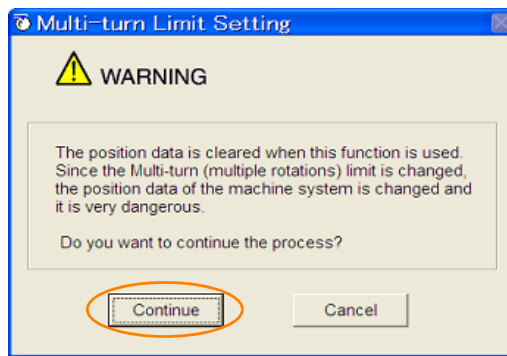 Multi-turn Limit Setting
WARNING
The position data is cleared when this function is used.
Since the Multi-turn (multiple rotations) limit is changed,
the position data of the machine system is changed and
it is very dangerous.
Do you want to continue the process?
Continue
Cancel